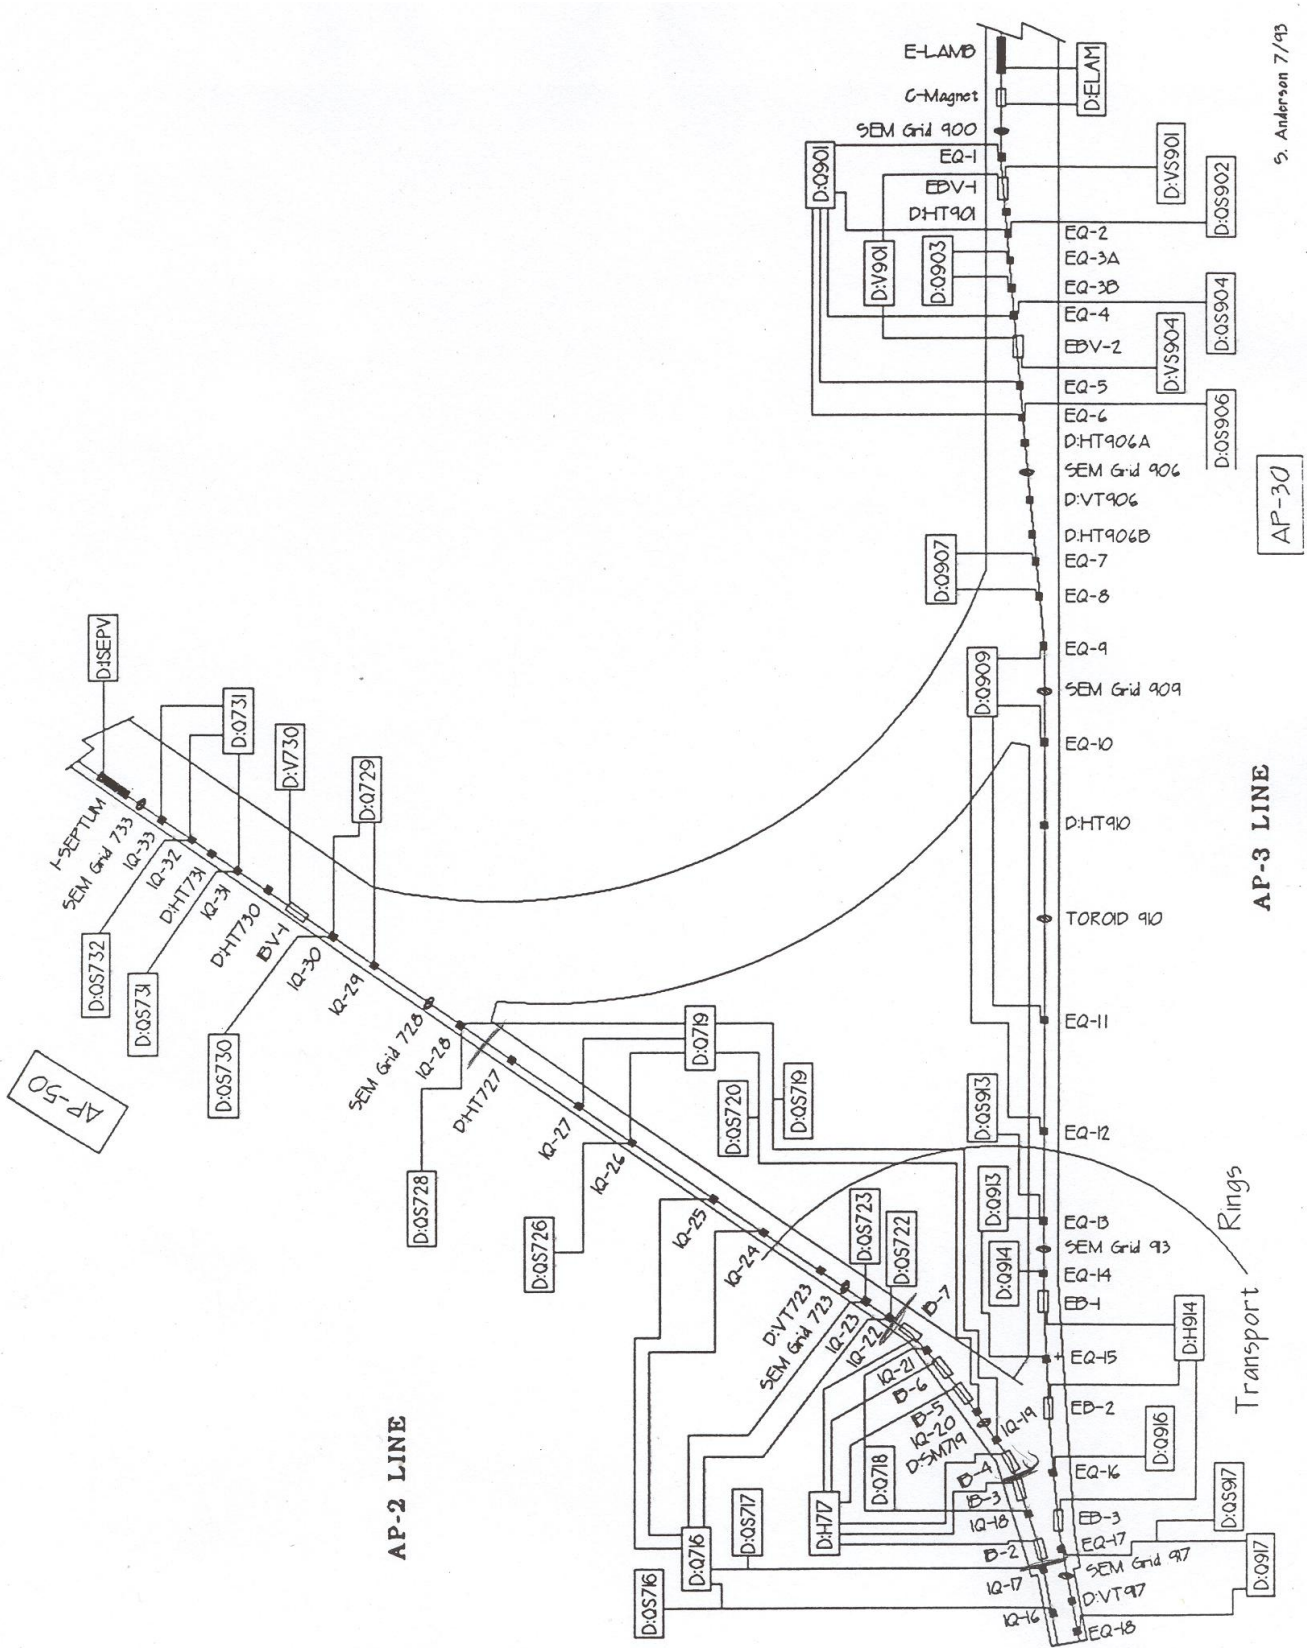 E-LAMB
D:ELAM
C-Magnet
SEM Grid 900
D:Q901
EQ-1
EBV-1
D:VS901
D:HT901
D:QS902
EQ-2
D:V901
D:Q903
EQ-3A
EQ-3B
EQ-4
D:QS904
EBV-2
D:VS904
EQ-5
EQ-6
D:QS906
D:HT906A
SEM Grid 906
D:VT906
D:HT906B
EQ-7
D:Q907
EQ-8
EQ-9
D:Q909
SEM Grid 909
EQ-10
D:HT910
TOROID 910
EQ-11
EQ-12
D:QS913
D:Q913
EQ-13
SEM Grid 913
D:Q914
EQ-14
EB-1
D:H914
EQ-15
EB-2
D:Q916
EQ-16
EB-3
D:QS917
EQ-17
SEM Grid 917
D:VT917
D:Q917
EQ-18
S. Anderson 7/93
AP-30
AP-3 LINE
Rings
Transport
D:ISEPV
I-SEPTUM
SEM Grid 733
IQ-33
D:Q731
IQ-32
D:QS732
D:HT731
IQ-31
D:QS731
D:HT730
D:V730
IBV-1
IQ-30
D:QS730
D:Q729
IQ-29
SEM Grid 728
IQ-28
D:QS728
D:HT727
AP-50
IQ-27
D:Q719
IQ-26
D:QS726
D:QS720
D:QS719
IQ-25
IQ-24
D:VT723
SEM Grid 723
D:QS723
IQ-23
D:QS722
IQ-22
IB-7
IQ-21
IB-6
IB-5
IQ-20
D:SM719
IQ-19
IB-4
D:Q718
IB-3
IQ-18
D:H717
IB-2
D:QS717
IQ-17
D:Q716
D:QS716
IQ-16
AP-2 LINE